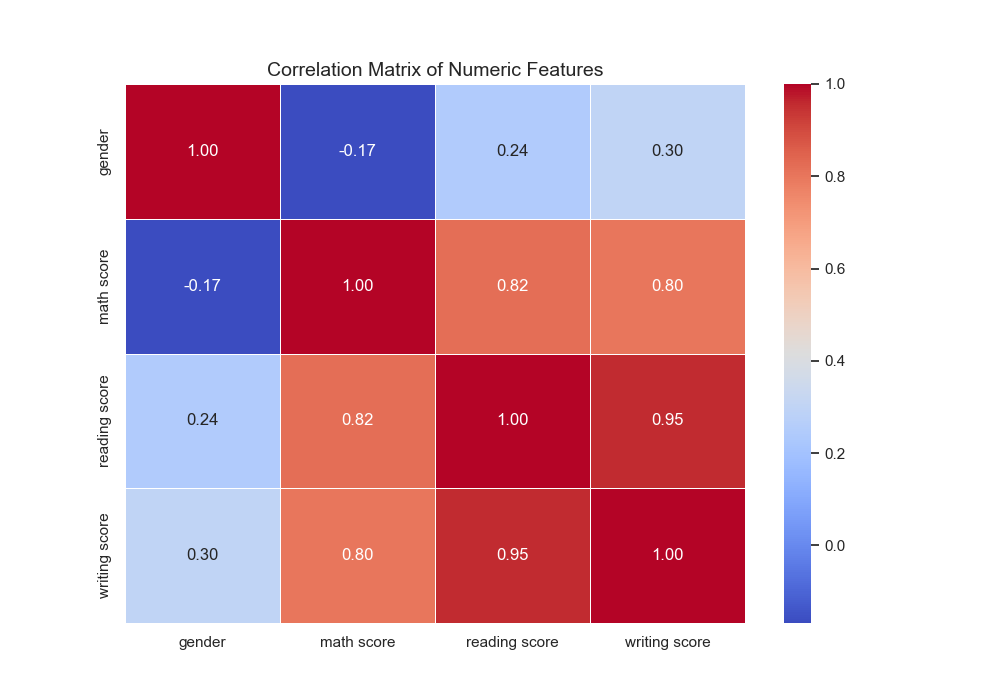 Correlation Matrix of Numeric Features
gender 1.00 -0.17 0.24 0.30
math score -0.17 1.00 0.82 0.80
reading score 0.24 0.82 1.00 0.95
writing score 0.30 0.80 0.95 1.00
gender math score reading score writing score
1.0
0.8
0.6
0.4
0.2
0.0